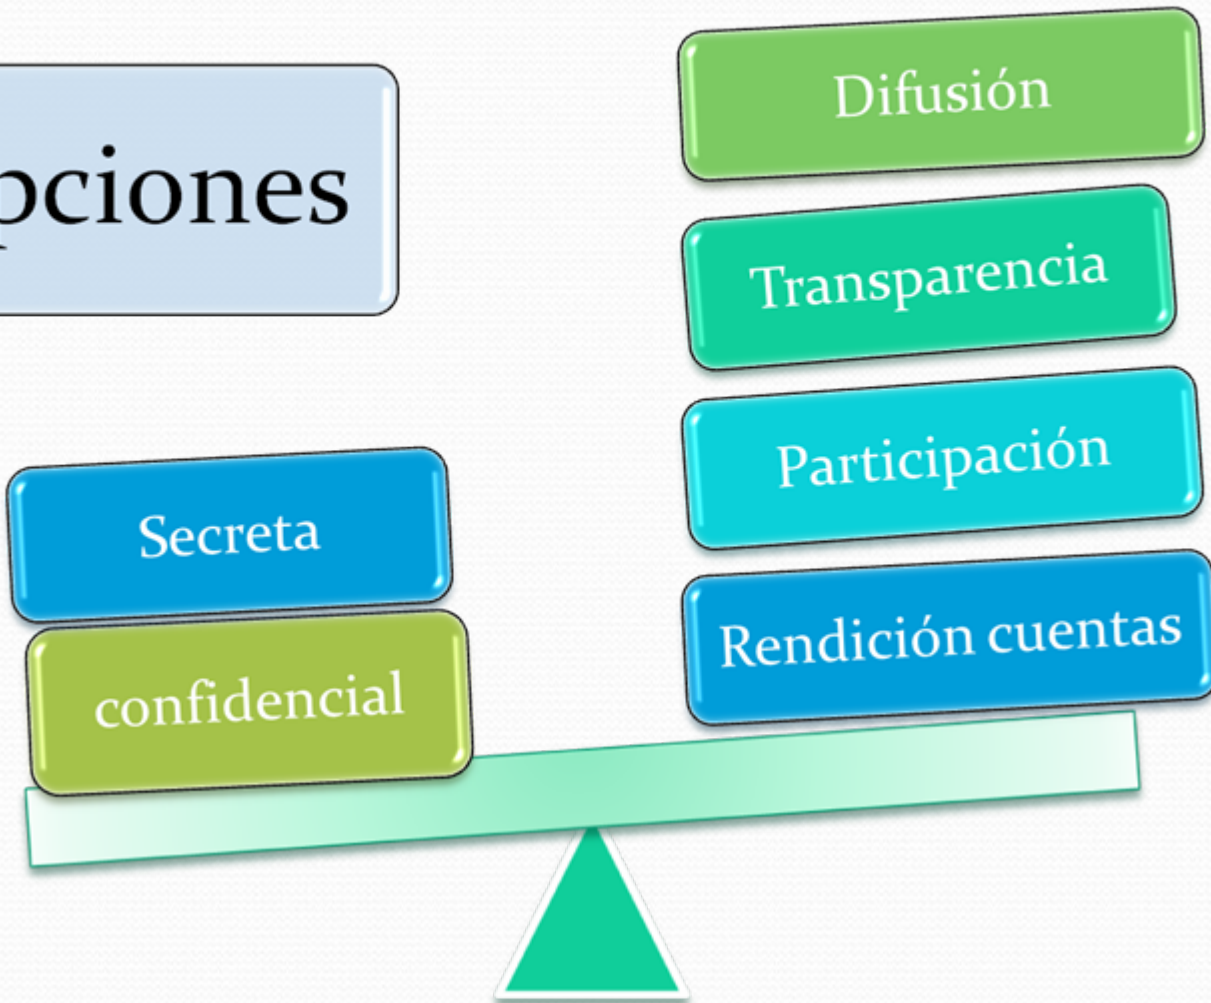 pciones
Secreta
confidencial
Difusión
Transparencia
Participación
Rendición cuentas